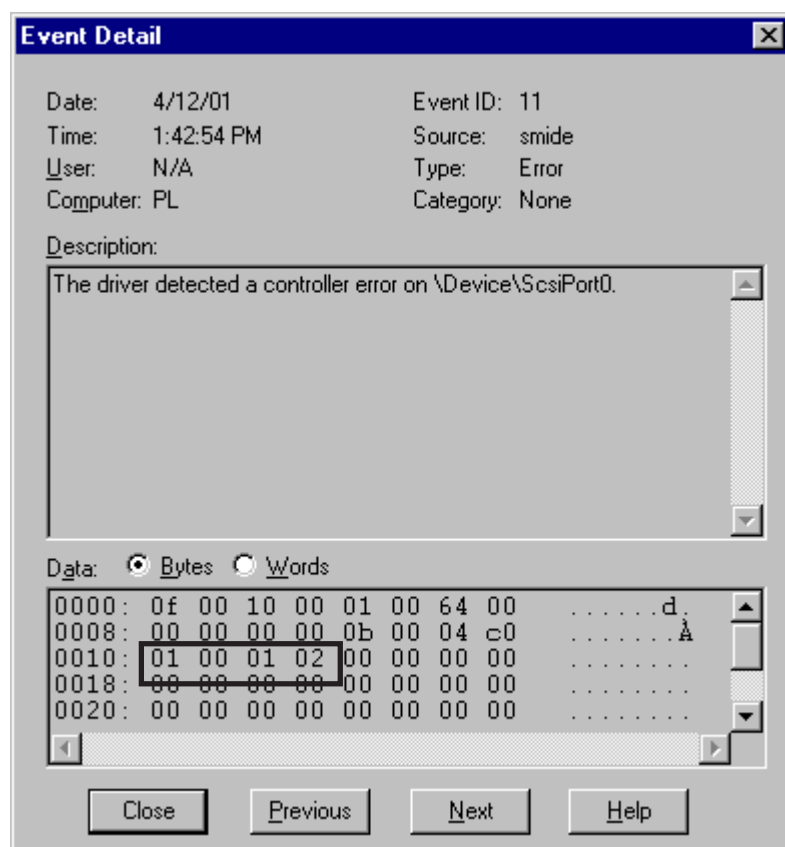 Event Detail
Date: 4/12/01 Event ID: 11
Time: 1:42:54 PM Source: smide
User: N/A Type: Error
Computer: PL Category: None
Description:
The driver detected a controller error on \Device\ScsiPort0.
Data: Bytes Words
0000: 0f 00 10 00 01 00 64 00 ......d.
0008: 00 00 00 00 0b 00 04 c0 .......À
0010: 01 00 01 02 00 00 00 00 ........
0018: 00 00 00 00 00 00 00 00 ........
0020: 00 00 00 00 00 00 00 00 ........
Close Previous Next Help